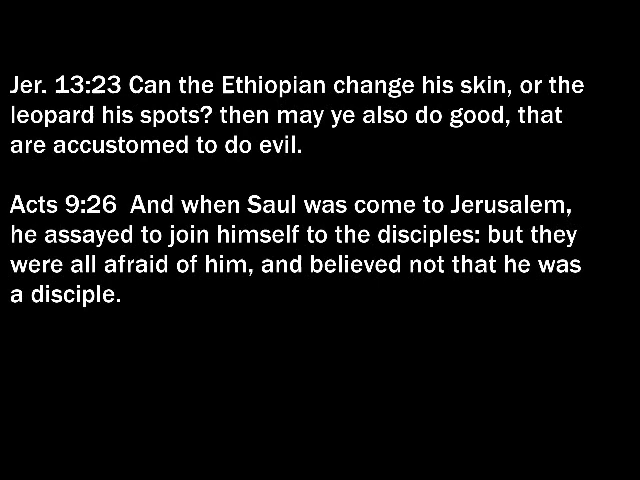 Jer. 13:23 Can the Ethiopian change his skin, or the
leopard his spots? then may ye also do good, that
are accustomed to do evil.
Acts 9:26  And when Saul was come to Jerusalem,
he assayed to join himself to the disciples: but they
were all afraid of him, and believed not that he was
a disciple.